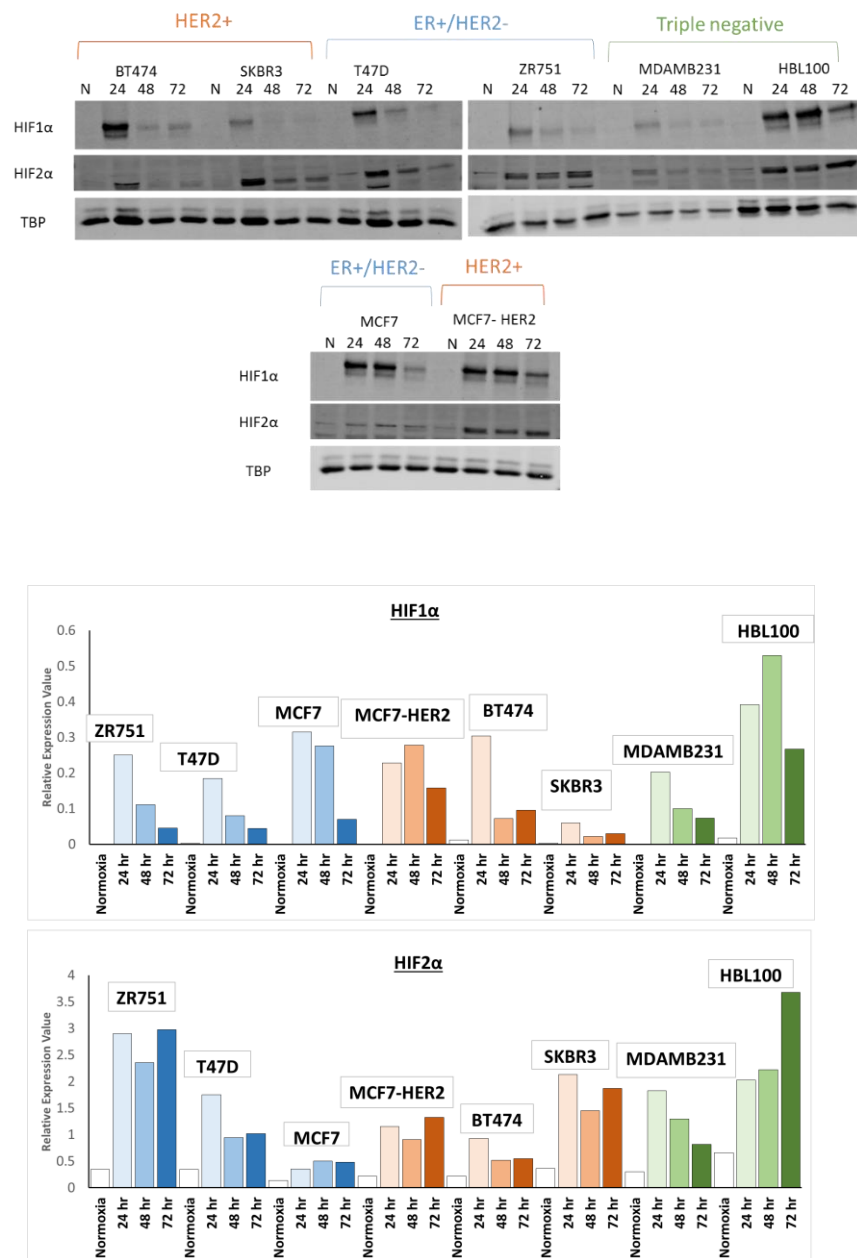 HER2+ ER+/HER2- Triple negative
BT474 SKBR3 T47D ZR751 MDAMB231 HBL100
N 24 48 72 N 24 48 72 N 24 48 72 N 24 48 72 N 24 48 72 N 24 48 72
HIF1α
HIF2α
TBP
ER+/HER2- HER2+
MCF7 MCF7- HER2
N 24 48 72 N 24 48 72
HIF1α
HIF2α
TBP
HIF1α
Relative Expression Value
0.6
0.5
0.4
0.3
0.2
0.1
0
ZR751 T47D MCF7 MCF7-HER2 BT474 SKBR3 MDAMB231 HBL100
Normoxia 24 hr 48 hr 72 hr Normoxia 24 hr 48 hr 72 hr Normoxia 24 hr 48 hr 72 hr Normoxia 24 hr 48 hr 72 hr Normoxia 24 hr 48 hr 72 hr Normoxia 24 hr 48 hr 72 hr Normoxia 24 hr 48 hr 72 hr Normoxia 24 hr 48 hr 72 hr
HIF2α
Relative Expression Value
4
3.5
3
2.5
2
1.5
1
0.5
0
ZR751 T47D MCF7 MCF7-HER2 BT474 SKBR3 MDAMB231 HBL100
Normoxia 24 hr 48 hr 72 hr Normoxia 24 hr 48 hr 72 hr Normoxia 24 hr 48 hr 72 hr Normoxia 24 hr 48 hr 72 hr Normoxia 24 hr 48 hr 72 hr Normoxia 24 hr 48 hr 72 hr Normoxia 24 hr 48 hr 72 hr Normoxia 24 hr 48 hr 72 hr